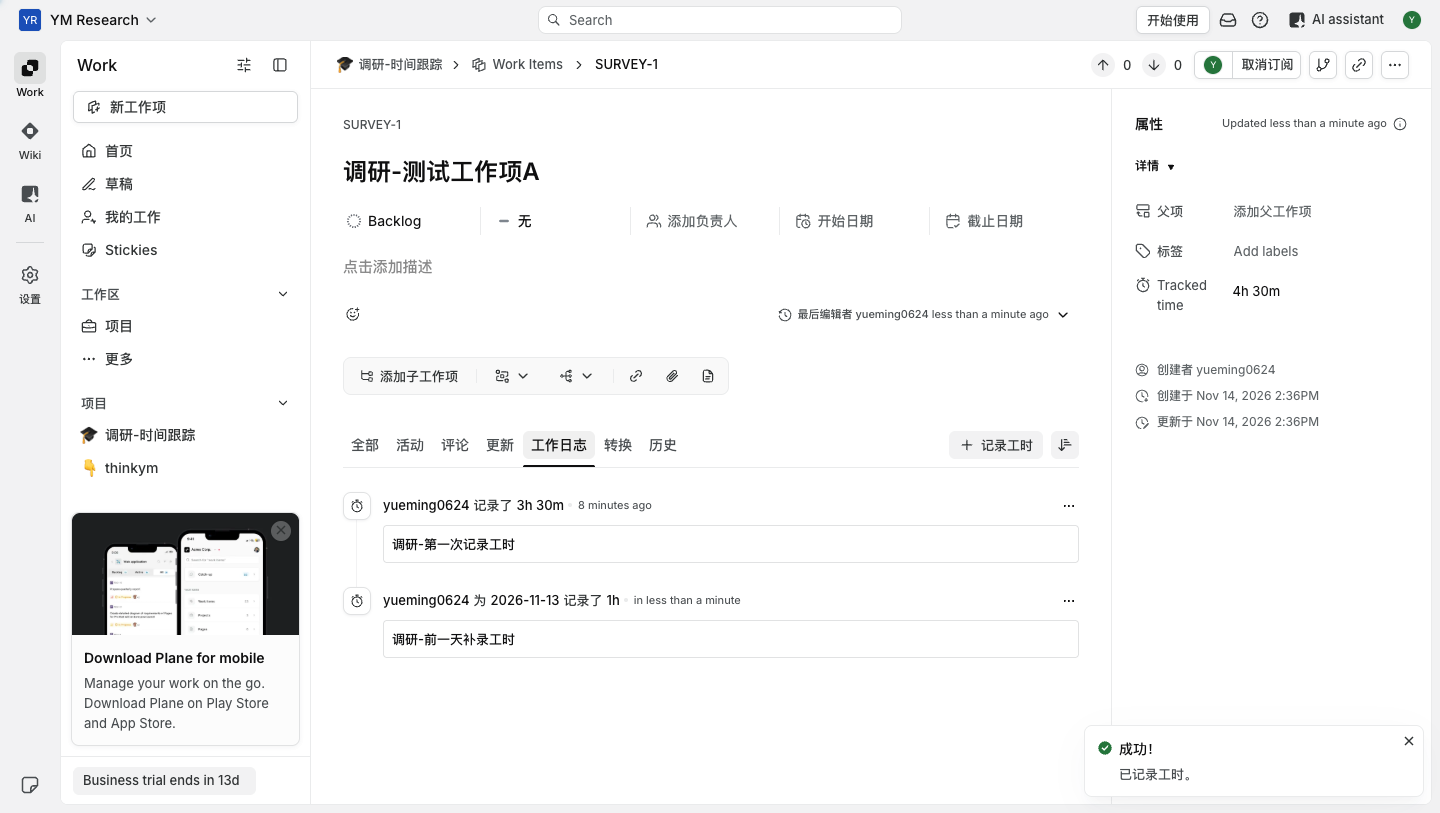 YR YM Research
Search
开始使用
AI assistant
Y
Work
Wiki
AI
设置
Work
新工作项
首页
草稿
我的工作
Stickies
工作区
项目
更多
项目
调研-时间跟踪
thinkym
Download Plane for mobile
Manage your work on the go.
Download Plane on Play Store
and App Store.
Business trial ends in 13d
调研-时间跟踪
Work Items
SURVEY-1
0
0
Y 取消订阅
SURVEY-1
调研-测试工作项A
Backlog
无
添加负责人
开始日期
截止日期
点击添加描述
最后编辑者 yueming0624 less than a minute ago
添加子工作项
全部 活动 评论 更新 工作日志 转换 历史
记录工时
yueming0624 记录了 3h 30m 8 minutes ago
调研-第一次记录工时
yueming0624 为 2026-11-13 记录了 1h in less than a minute
调研-前一天补录工时
属性
Updated less than a minute ago
详情
父项 添加父工作项
标签 Add labels
Tracked time 4h 30m
创建者 yueming0624
创建于 Nov 14, 2026 2:36PM
更新于 Nov 14, 2026 2:36PM
成功！
已记录工时。